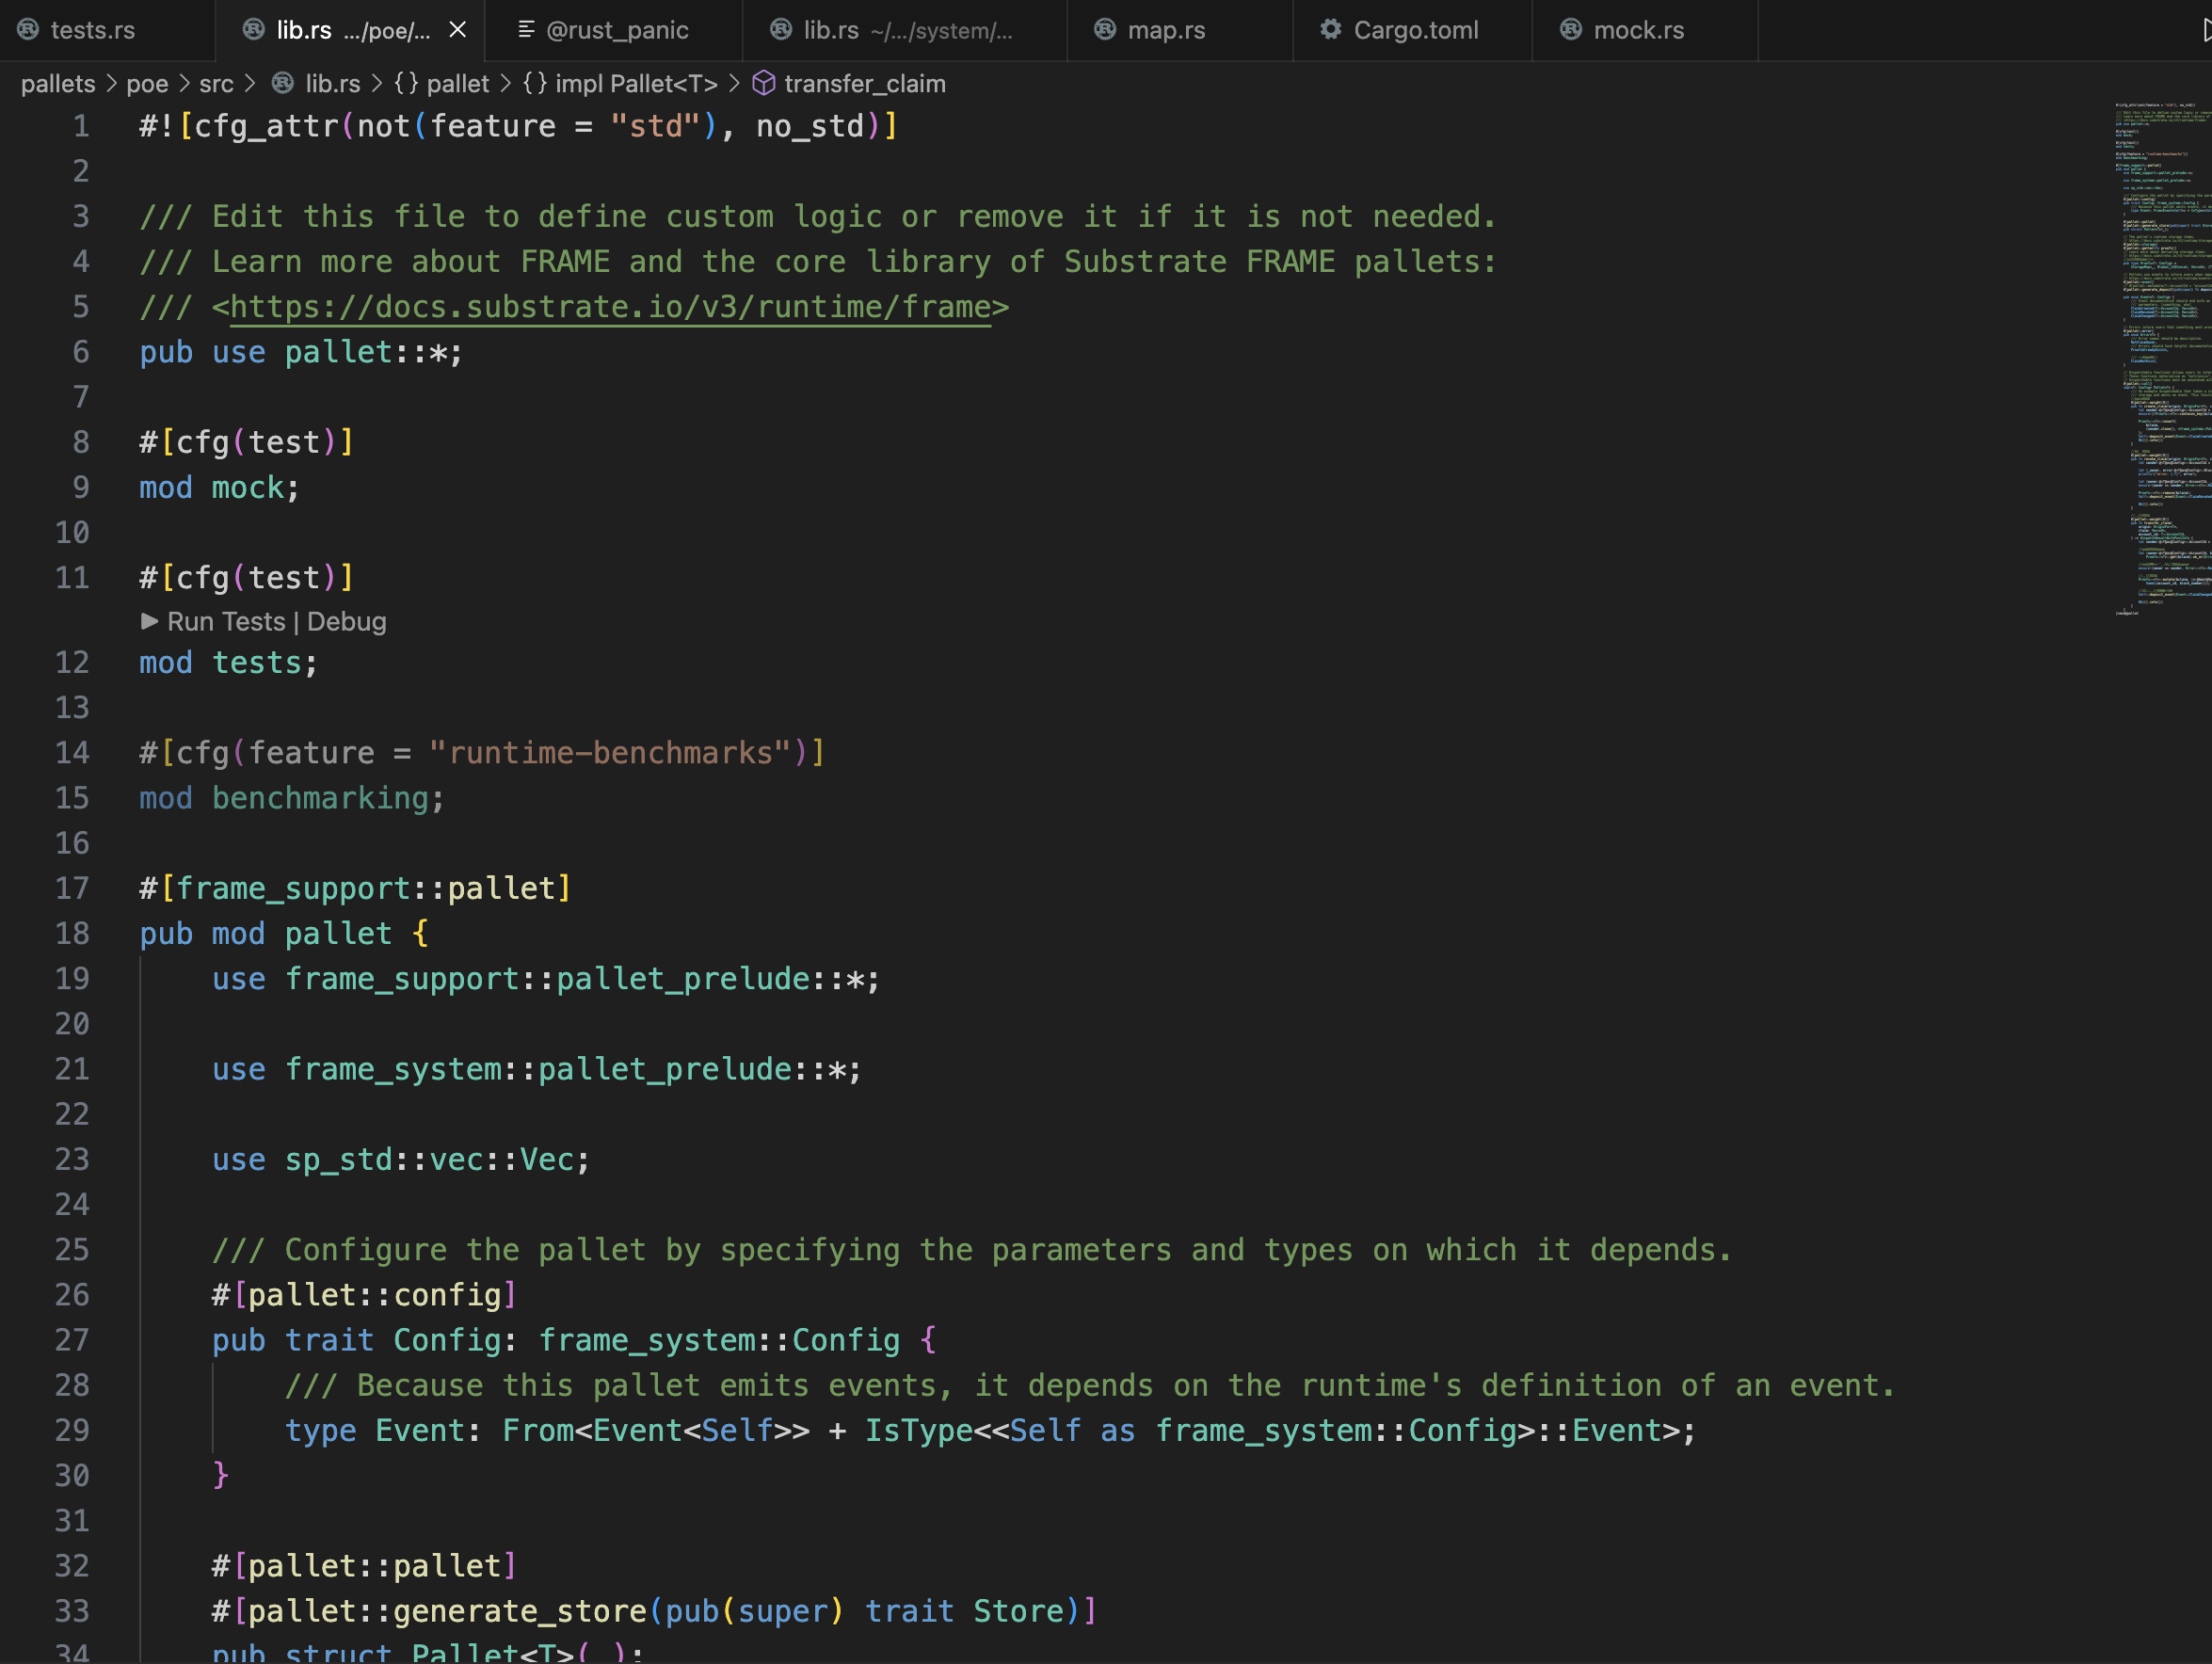 tests.rs lib.rs .../poe/... @rust_panic lib.rs ~/.../system/... map.rs Cargo.toml mock.rs
pallets > poe > src > lib.rs > {} pallet > {} impl Pallet<T> > transfer_claim
1 #![cfg_attr(not(feature = "std"), no_std)]
2
3 /// Edit this file to define custom logic or remove it if it is not needed.
4 /// Learn more about FRAME and the core library of Substrate FRAME pallets:
5 /// <https://docs.substrate.io/v3/runtime/frame>
6 pub use pallet::*;
7
8 #[cfg(test)]
9 mod mock;
10
11 #[cfg(test)]
Run Tests | Debug
12 mod tests;
13
14 #[cfg(feature = "runtime-benchmarks")]
15 mod benchmarking;
16
17 #[frame_support::pallet]
18 pub mod pallet {
19 use frame_support::pallet_prelude::*;
20
21 use frame_system::pallet_prelude::*;
22
23 use sp_std::vec::Vec;
24
25 /// Configure the pallet by specifying the parameters and types on which it depends.
26 #[pallet::config]
27 pub trait Config: frame_system::Config {
28 /// Because this pallet emits events, it depends on the runtime's definition of an event.
29 type Event: From<Event<Self>> + IsType<<Self as frame_system::Config>::Event>;
30 }
31
32 #[pallet::pallet]
33 #[pallet::generate_store(pub(super) trait Store)]
34 pub struct Pallet<T>(_);